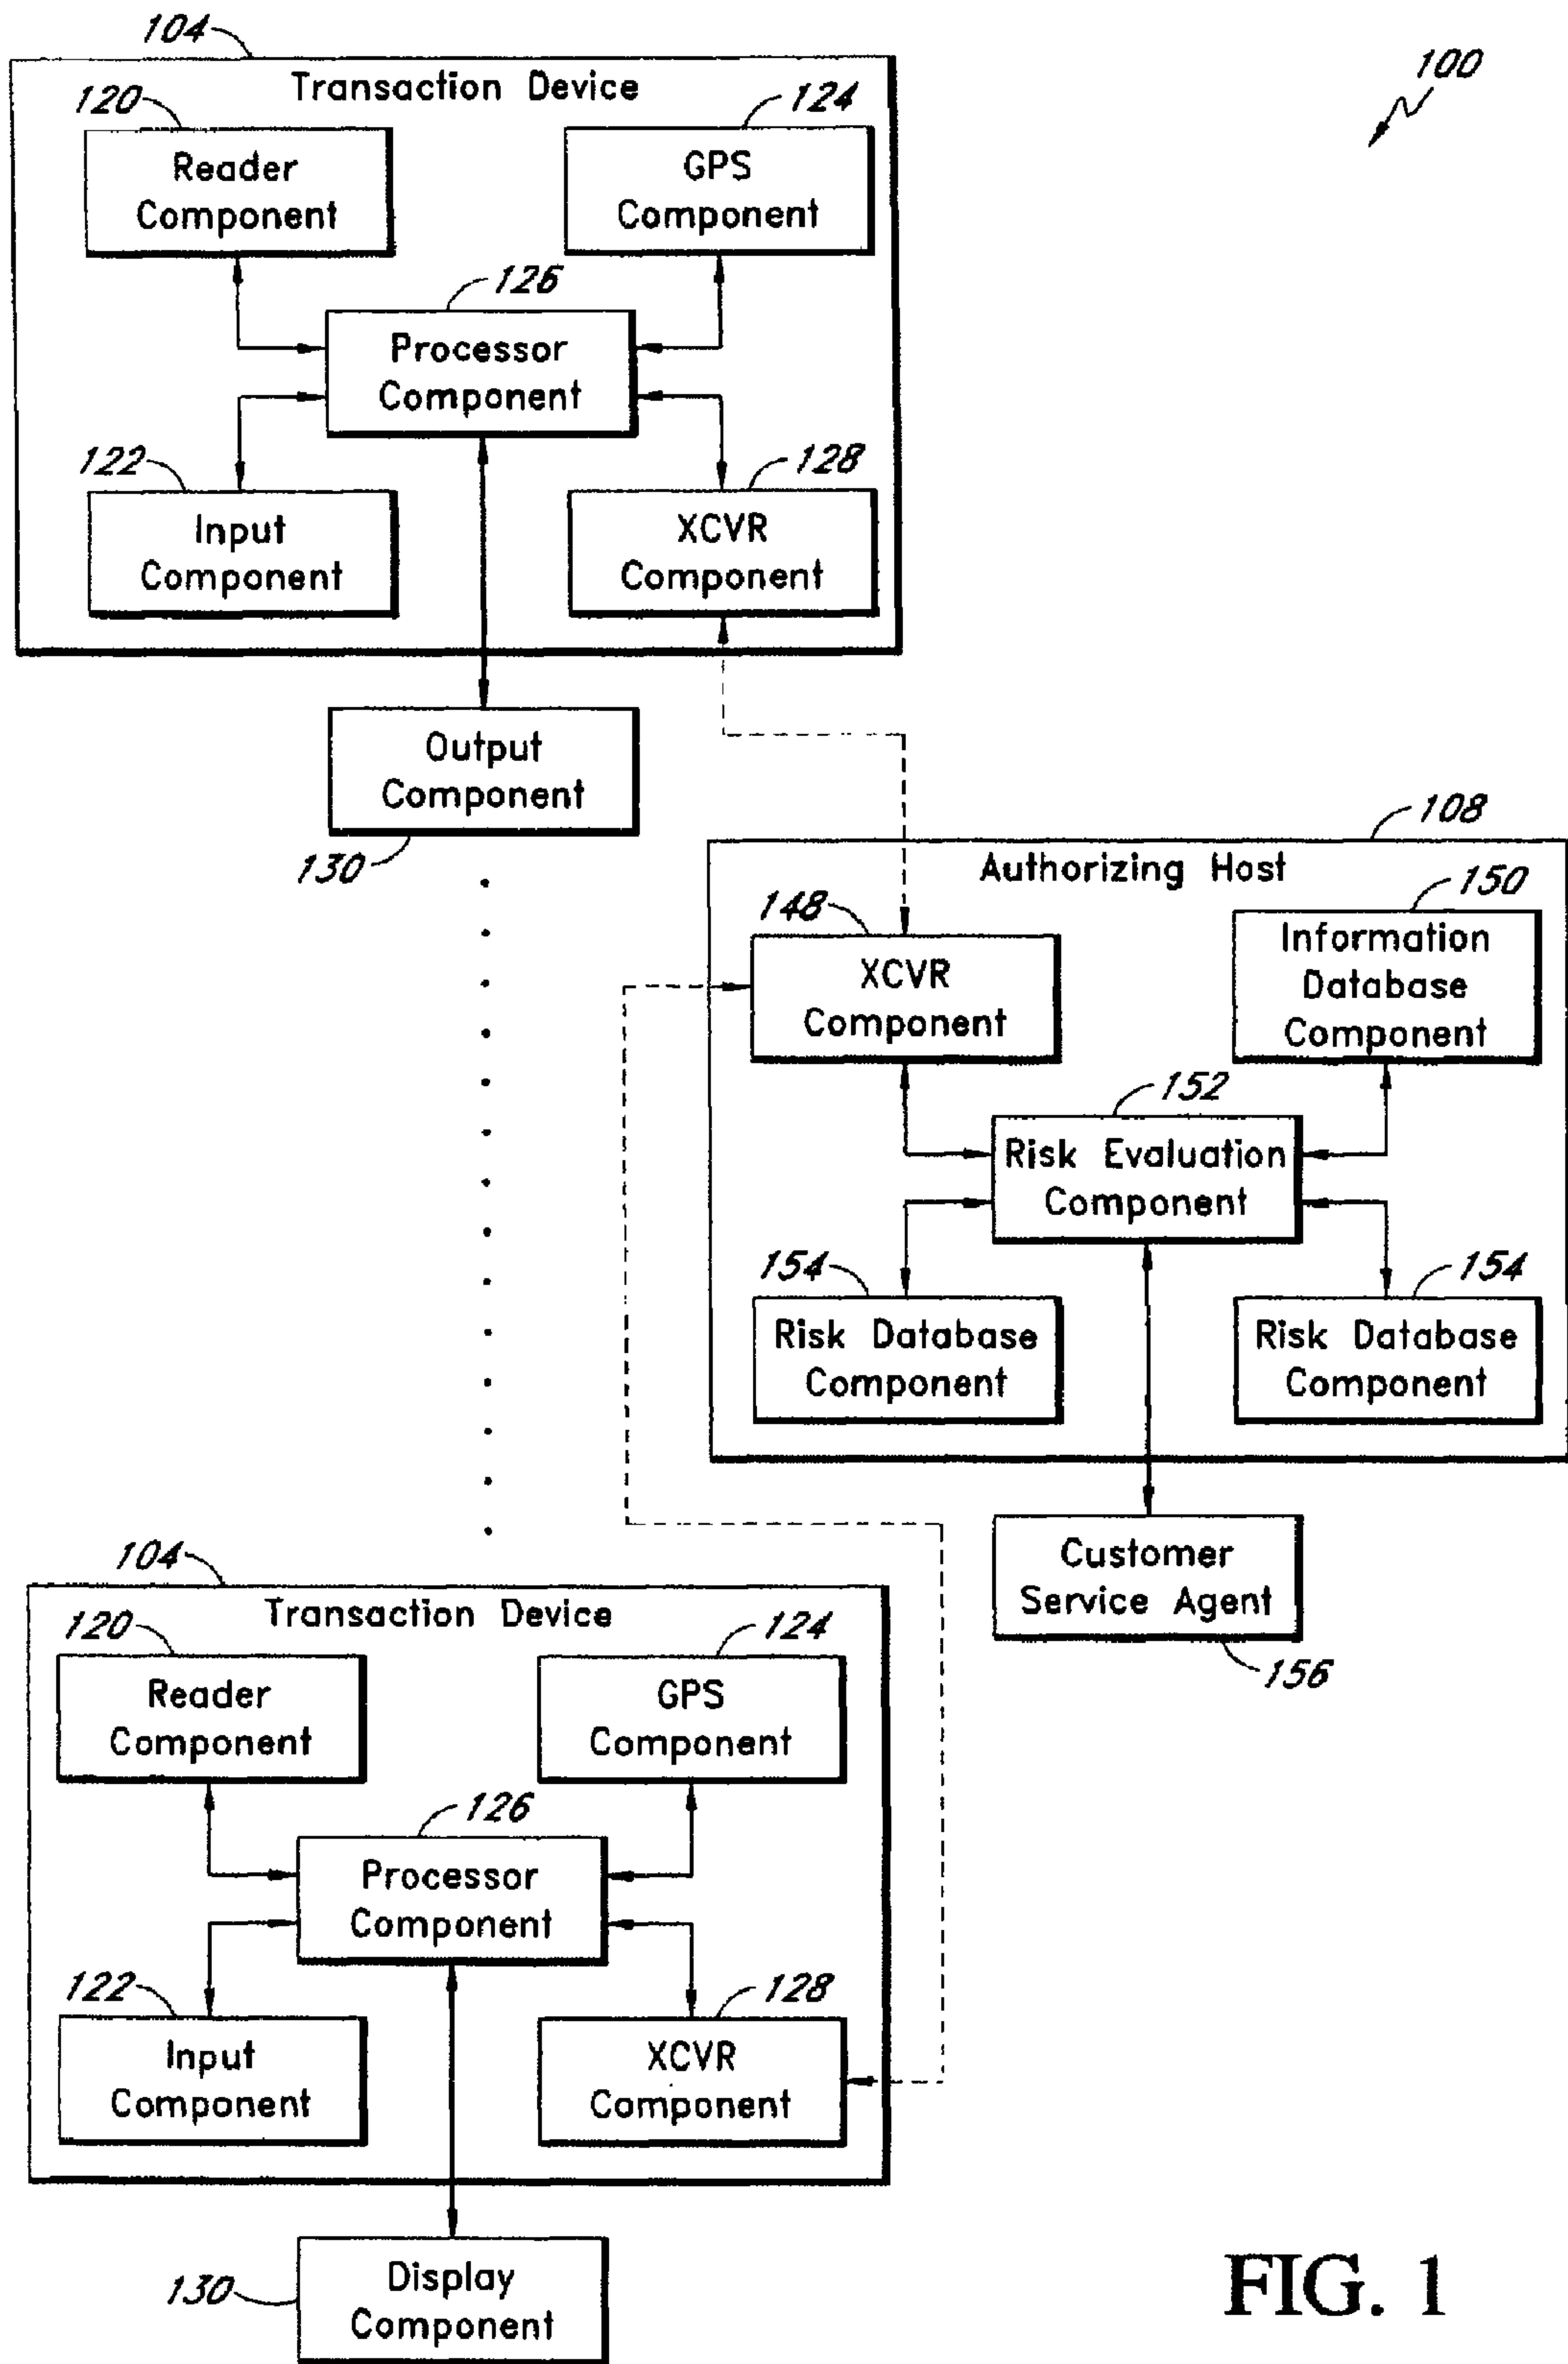 104
100
Transaction Device
120
124
Reader
Component
GPS
Component
126
Processor
Component
122
128
Input
Component
XCVR
Component
Output
Component
130
108
Authorizing Host
148
150
XCVR
Component
Information
Database
Component
152
Risk Evaluation
Component
154
154
Risk Database
Component
Risk Database
Component
Customer
Service Agent
156
104
Transaction Device
120
124
Reader
Component
GPS
Component
126
Processor
Component
122
128
Input
Component
XCVR
Component
Display
Component
130
FIG. 1